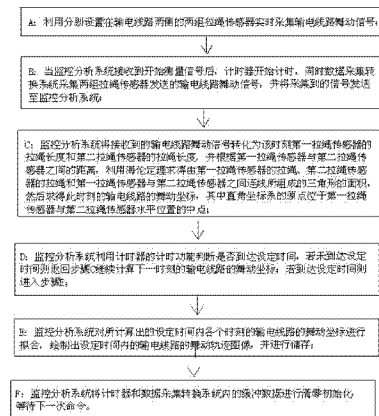 A：利用分别设置在输电线路两侧的两组拉绳传感器实时采集输电线路舞动信号；
B：当监控分析系统接收到开始测量信号后，计时器开始计时，同时数据采集转
换系统采集两组拉绳传感器发送的输电线路舞动信号，并将采集到的信号发送
至监控分析系统；
C：监控分析系统将接收到的输电线路舞动信号转化为该时刻第一拉绳传感器的
拉绳长度和第二拉绳传感器的拉绳长度，并根据第一拉绳传感器与第二拉绳传
感器之间的距离，利用海伦定理求得由第一拉绳传感器的拉绳、第二拉绳传感
器的拉绳和第一拉绳传感器与第二拉绳传感器之间连线所组成的三角形的面积，
然后求得此时刻的输电线路的舞动坐标，其中直角坐标系的原点位于第一拉绳
传感器与第二拉绳传感器水平位置的中点；
D：监控分析系统利用计时器的计时功能判断是否到达设定时间，若未到达设定
时间则返回步骤C继续计算下一时刻的输电线路的舞动坐标；若到达设定时间则
进入步骤E；
E：监控分析系统对所计算出的设定时间内各个时刻的输电线路的舞动坐标进行
拟合，绘制出设定时间内的输电线路的舞动轨迹图像，并进行储存；
F：监控分析系统将计时器和数据采集转换系统内的缓冲数据进行清零初始化，
等待下一次命令。